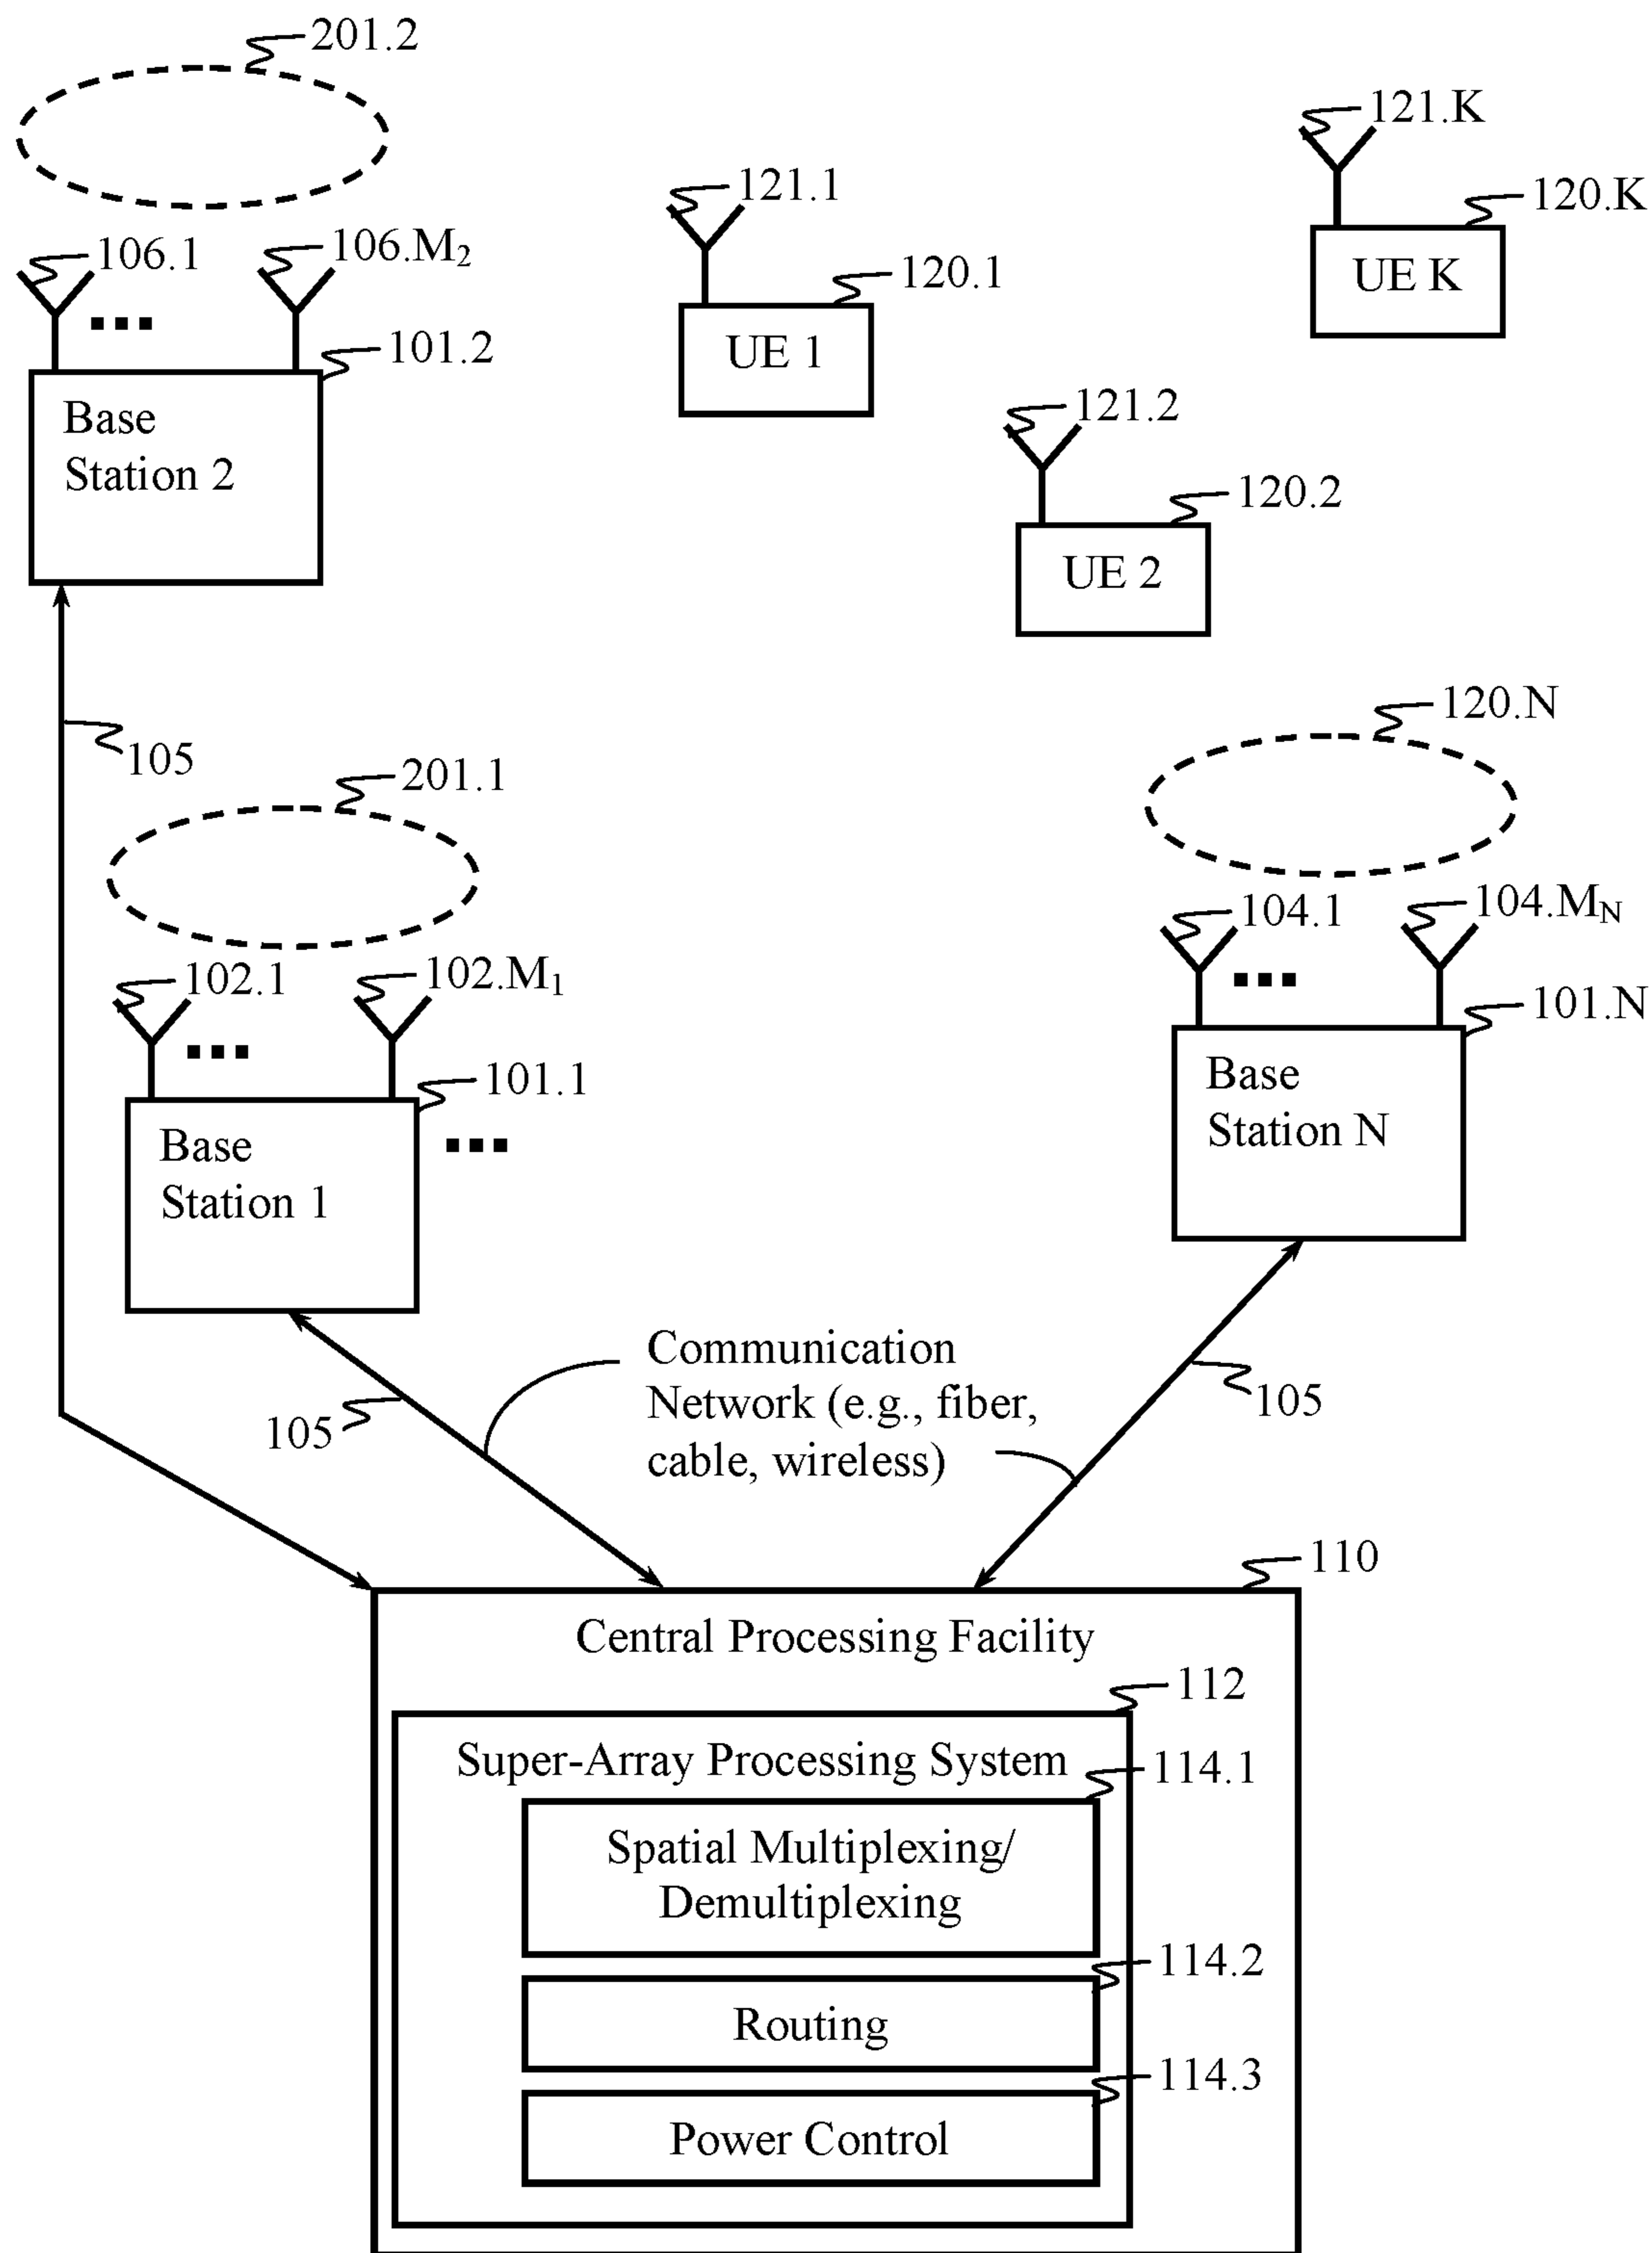 201.2
121.K
121.1
120.K
106.1
106.M₂
120.1
UE K
UE 1
101.2
Base
Station 2
121.2
120.2
UE 2
120.N
105
201.1
104.1
104.M_N
102.1
102.M₁
101.N
Base
Station N
101.1
...
Base
Station 1
Communication
Network (e.g., fiber,
cable, wireless)
105
105
110
Central Processing Facility
112
Super-Array Processing System
114.1
Spatial Multiplexing/
Demultiplexing
114.2
Routing
114.3
Power Control